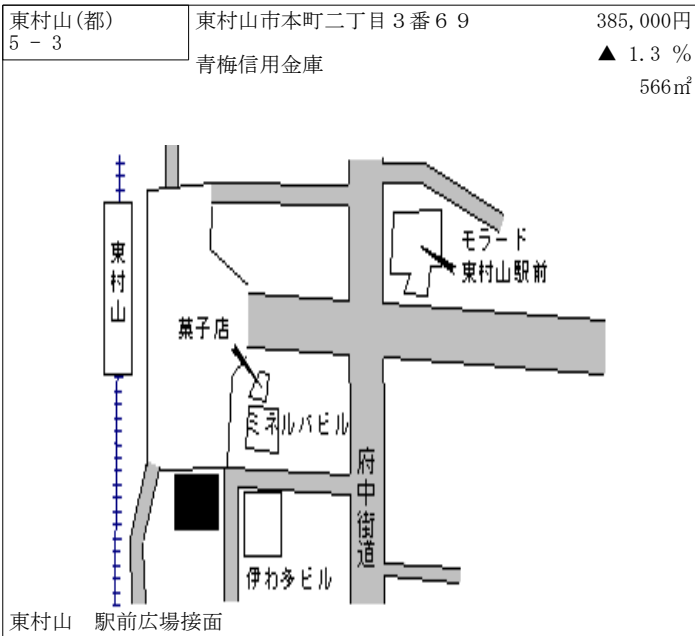 東村山(都)
5 - 3
東村山市本町二丁目３番６９
青梅信用金庫
385,000円
▲ 1.3 %
566㎡
東村山
モラード
東村山駅前
菓子店
ミネルバビル
府中街道
伊わ多ビル
東村山　駅前広場接面